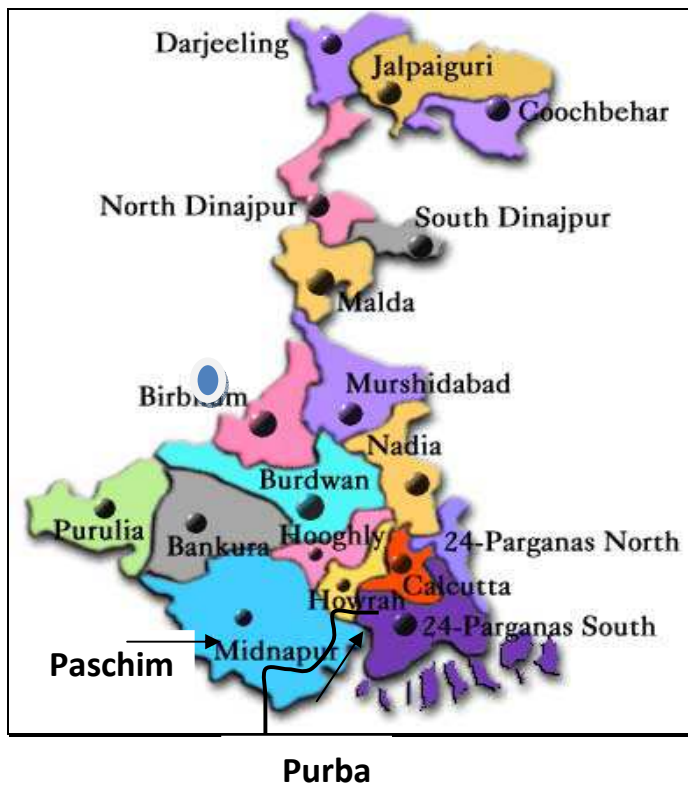 Darjeeling
Jalpaiguri
Coochbehar
North Dinajpur
South Dinajpur
Malda
Murshidabad
Nadia
Burdwan
Purulia
Bankura
Hooghly
24-Parganas North
Calcutta
Howrah
24-Parganas South
Midnapur
Paschim
Purba